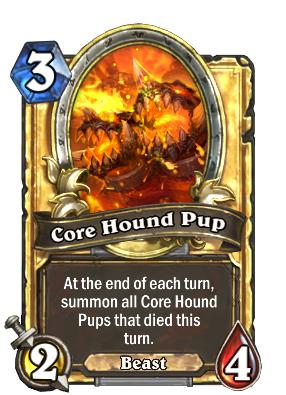 3
Core Hound Pup
At the end of each turn,
summon all Core Hound
Pups that died this
turn.
2
Beast
4